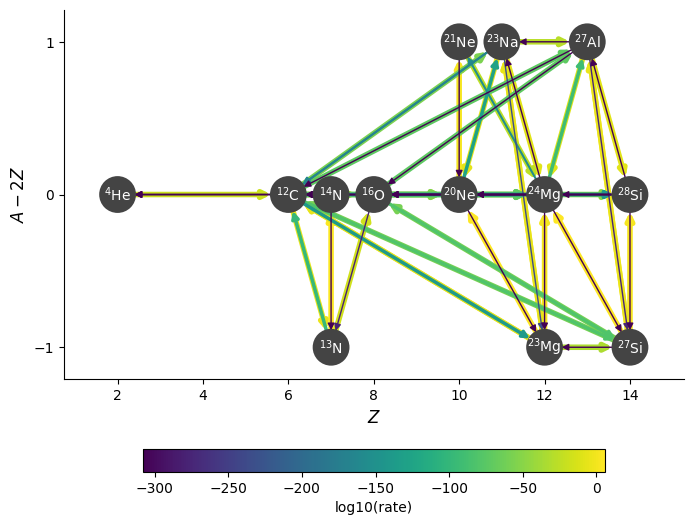 1
0
−1
A − 2Z
²¹Ne
²³Na
²⁷Al
⁴He
¹²C
¹⁴N
¹⁶O
²⁰Ne
²⁴Mg
²⁸Si
¹³N
²³Mg
²⁷Si
2 4 6 8 10 12 14
Z
−300 −250 −200 −150 −100 −50 0
log10(rate)